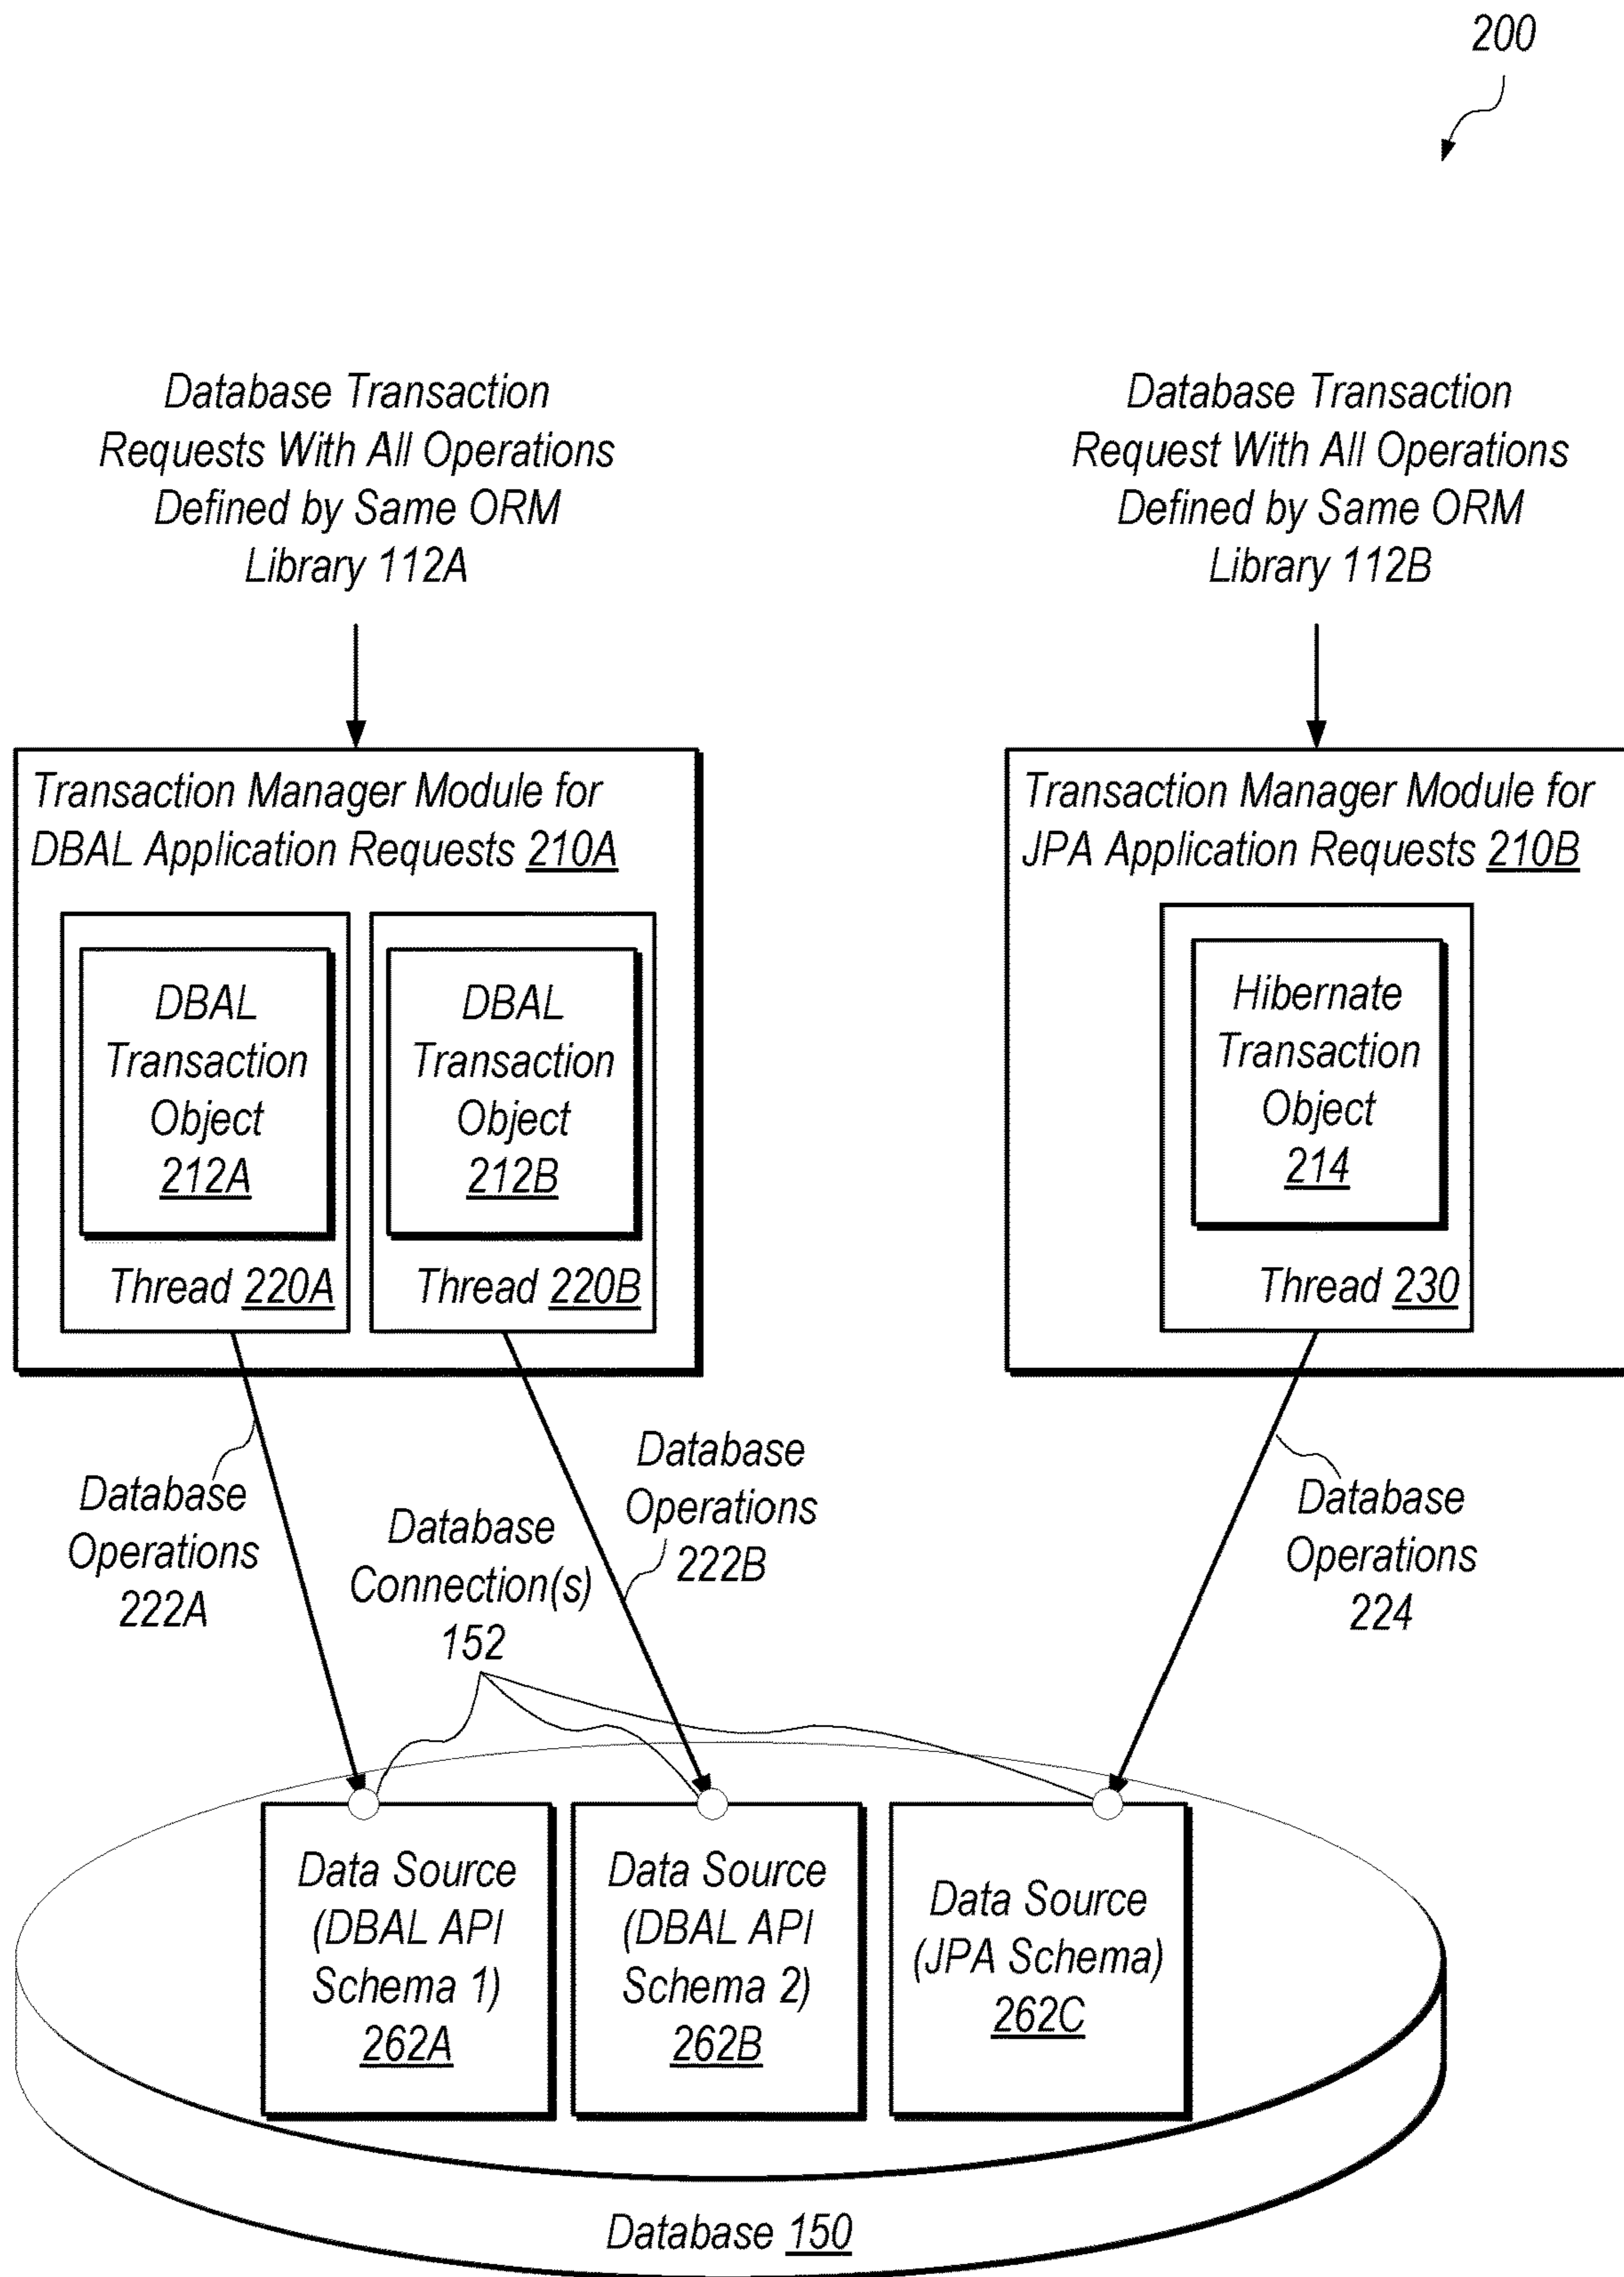 200
Database Transaction
Requests With All Operations
Defined by Same ORM
Library 112A
Database Transaction
Request With All Operations
Defined by Same ORM
Library 112B
Transaction Manager Module for
DBAL Application Requests 210A
DBAL
Transaction
Object
212A
Thread 220A
DBAL
Transaction
Object
212B
Thread 220B
Transaction Manager Module for
JPA Application Requests 210B
Hibernate
Transaction
Object
214
Thread 230
Database
Operations
222A
Database
Connection(s)
152
Database
Operations
222B
Database
Operations
224
Data Source
(DBAL API
Schema 1)
262A
Data Source
(DBAL API
Schema 2)
262B
Data Source
(JPA Schema)
262C
Database 150